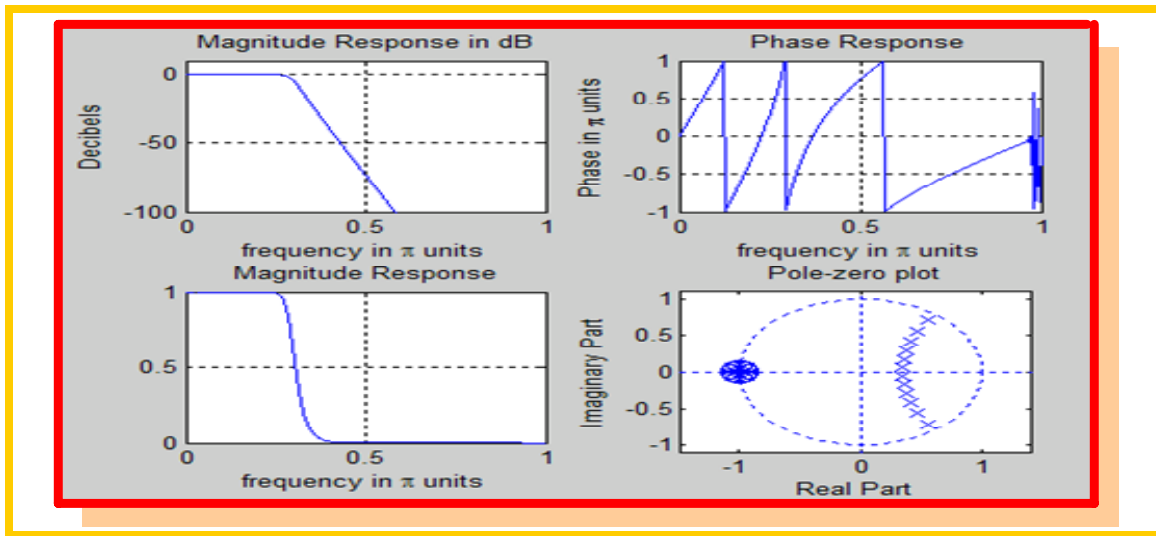 Magnitude Response in dB
Decibels
0
-50
-100
0 0.5 1
frequency in π units
Phase Response
Phase in π units
1
0.5
0
-0.5
-1
0 0.5 1
frequency in π units
Magnitude Response
1
0.5
0
0 0.5 1
frequency in π units
Pole-zero plot
Imaginary Part
1
0.5
0
-0.5
-1
-1 0 1
Real Part